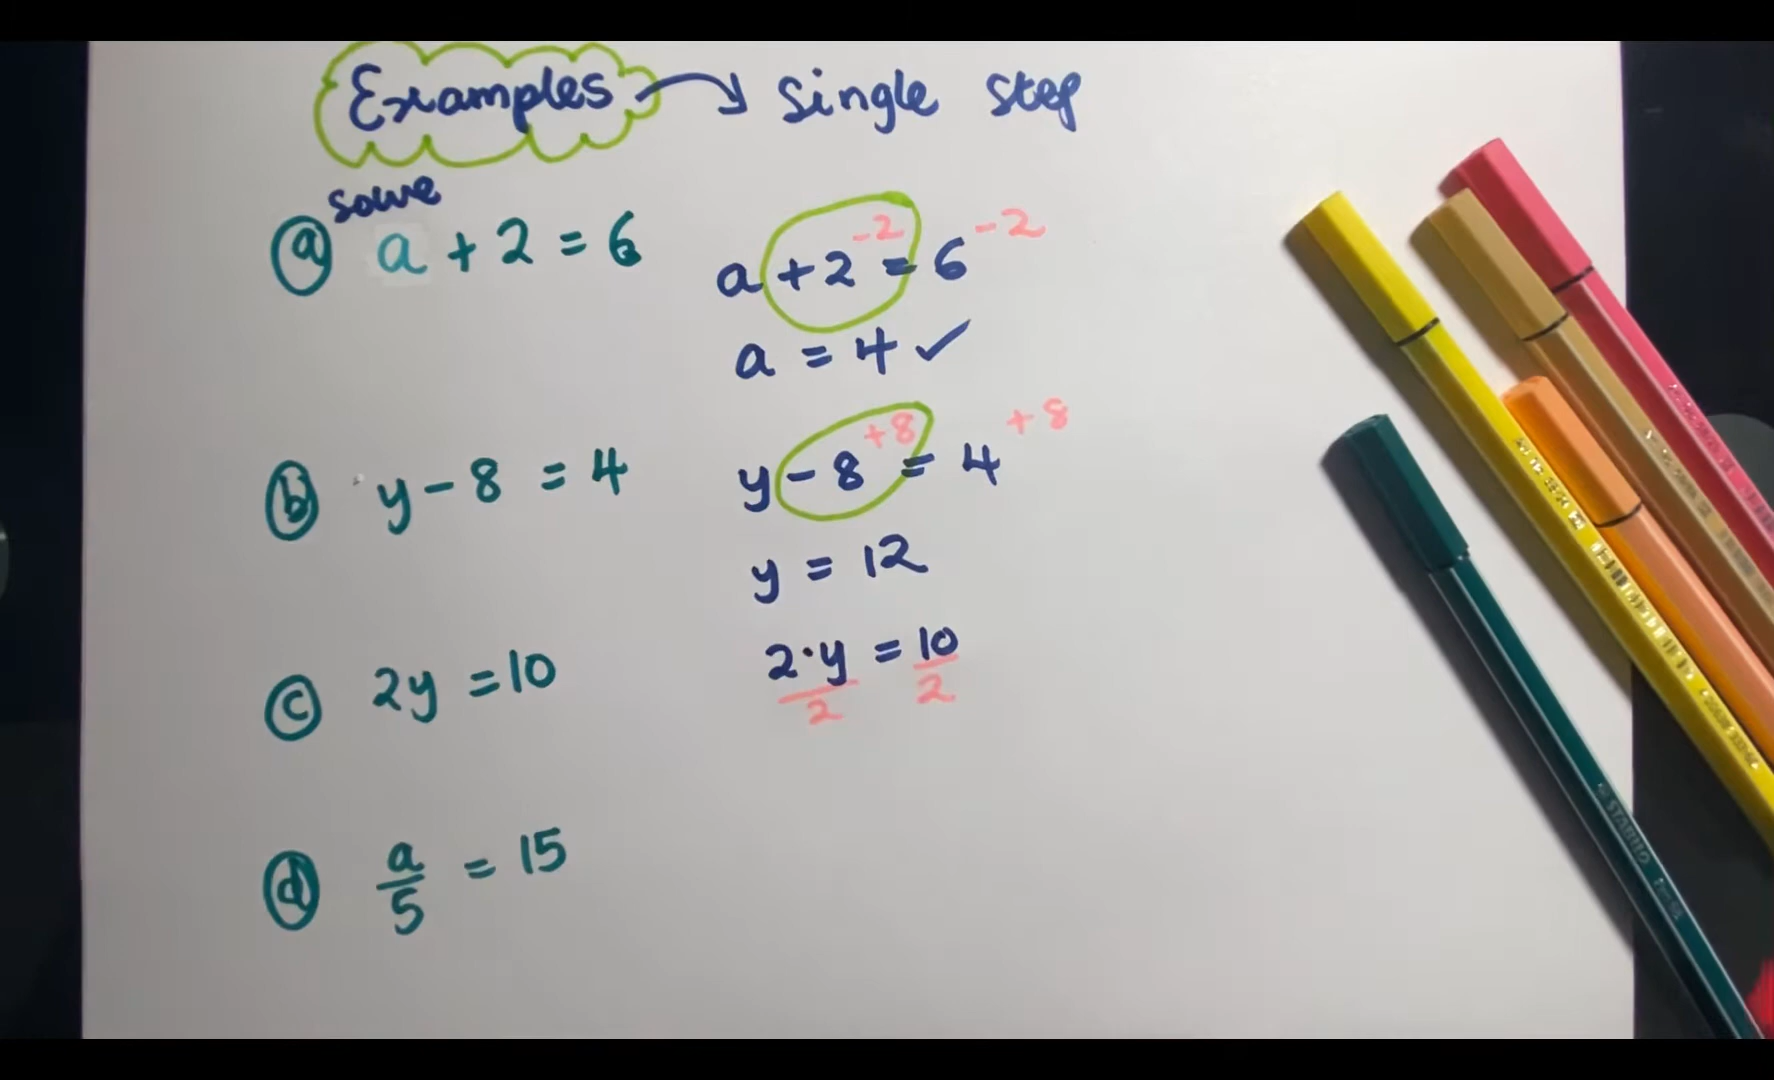 Examples → Single step
solve
ⓐ a + 2 = 6
a + 2 -2 = 6 -2
a = 4 ✓
ⓑ y - 8 = 4
y - 8 +8 = 4 +8
y = 12
ⓒ 2y = 10
2·y/2 = 10/2
ⓓ a/5 = 15
STABILO